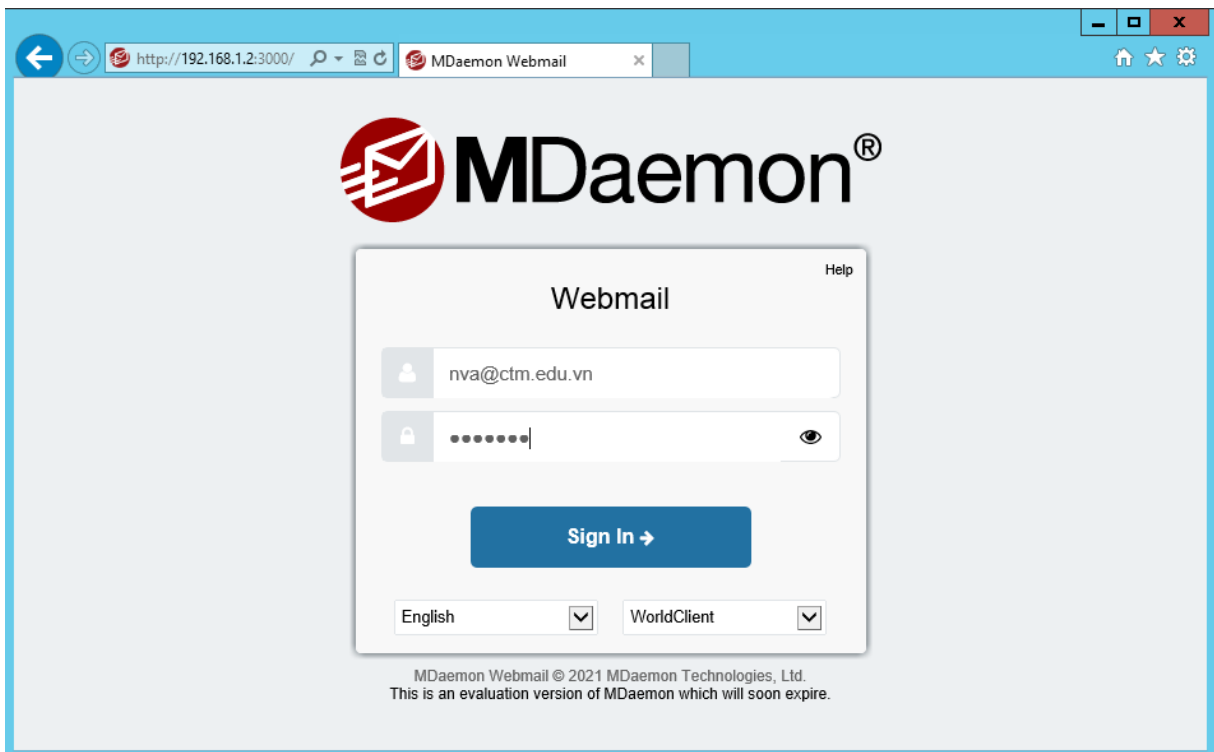 http://192.168.1.2:3000/
MDaemon Webmail
MDaemon®
Help
Webmail
nva@ctm.edu.vn
•••••••
Sign In
English
WorldClient
MDaemon Webmail © 2021 MDaemon Technologies, Ltd.
This is an evaluation version of MDaemon which will soon expire.